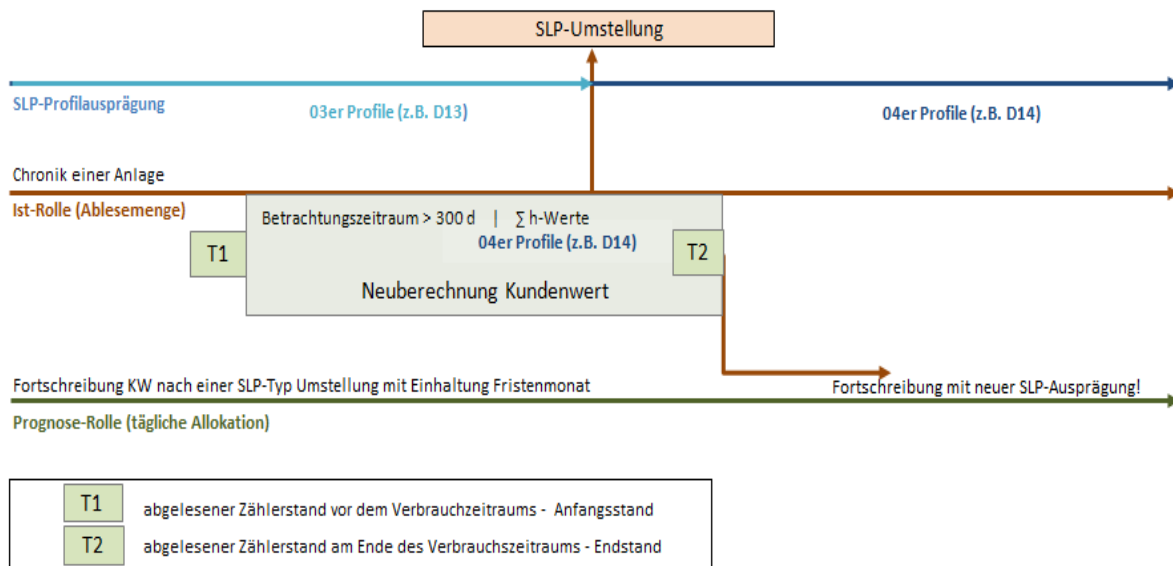 SLP-Umstellung
SLP-Profilausprägung
03er Profile (z.B. D13)
04er Profile (z.B. D14)
Chronik einer Anlage
Ist-Rolle (Ablesemenge)
Betrachtungszeitraum > 300 d | ∑ h-Werte
04er Profile (z.B. D14)
T1
T2
Neuberechnung Kundenwert
Fortschreibung KW nach einer SLP-Typ Umstellung mit Einhaltung Fristenmonat
Fortschreibung mit neuer SLP-Ausprägung!
Prognose-Rolle (tägliche Allokation)
T1 abgelesener Zählerstand vor dem Verbrauchzeitraums - Anfangsstand
T2 abgelesener Zählerstand am Ende des Verbrauchszeitraums - Endstand